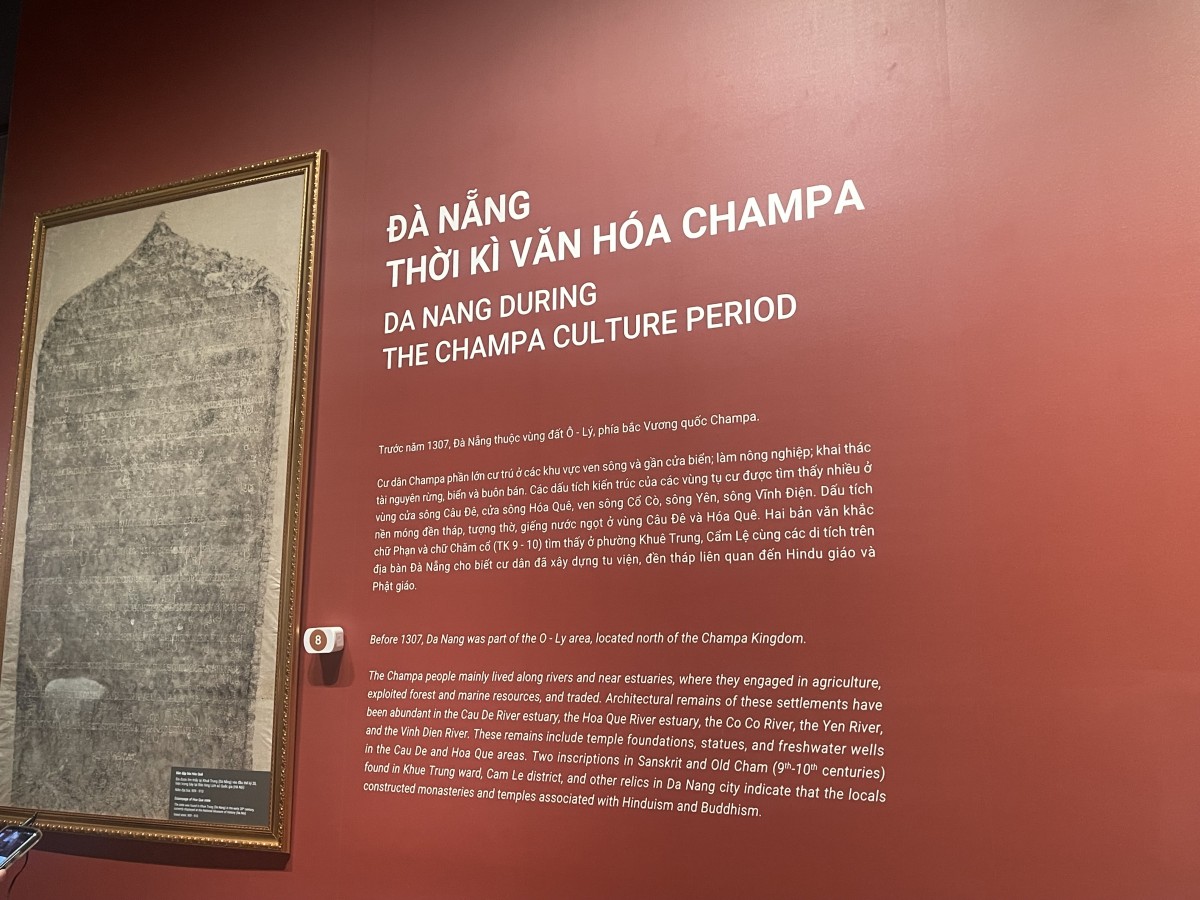 ĐÀ NẴNG
THỜI KÌ VĂN HÓA CHAMPA
DA NANG DURING
THE CHAMPA CULTURE PERIOD
Trước năm 1307, Đà Nẵng thuộc vùng đất Ô - Lý, phía bắc Vương quốc Champa.
Cư dân Champa phần lớn cư trú ở các khu vực ven sông và gần cửa biển; làm nông nghiệp; khai thác
tài nguyên rừng, biển và buôn bán. Các dấu tích kiến trúc của các vùng tụ cư được tìm thấy nhiều ở
vùng cửa sông Câu Đê, cửa sông Hóa Quê, ven sông Cổ Cò, sông Yên, sông Vĩnh Điện. Dấu tích
nền móng đền tháp, tượng thờ, giếng nước ngọt ở vùng Câu Đê và Hóa Quê. Hai bản văn khắc
chữ Phạn và chữ Chăm cổ (TK 9 - 10) tìm thấy ở phường Khuê Trung, Cẩm Lệ cùng các di tích trên
địa bàn Đà Nẵng cho biết cư dân đã xây dựng tu viện, đền tháp liên quan đến Hindu giáo và
Phật giáo.
8
Before 1307, Da Nang was part of the O - Ly area, located north of the Champa Kingdom.
The Champa people mainly lived along rivers and near estuaries, where they engaged in agriculture,
exploited forest and marine resources, and traded. Architectural remains of these settlements have
been abundant in the Cau De River estuary, the Hoa Que River estuary, the Co Co River, the Yen River,
and the Vinh Dien River. These remains include temple foundations, statues, and freshwater wells
in the Cau De and Hoa Que areas. Two inscriptions in Sanskrit and Old Cham (9th-10th centuries)
found in Khue Trung ward, Cam Le district, and other relics in Da Nang city indicate that the locals
constructed monasteries and temples associated with Hinduism and Buddhism.